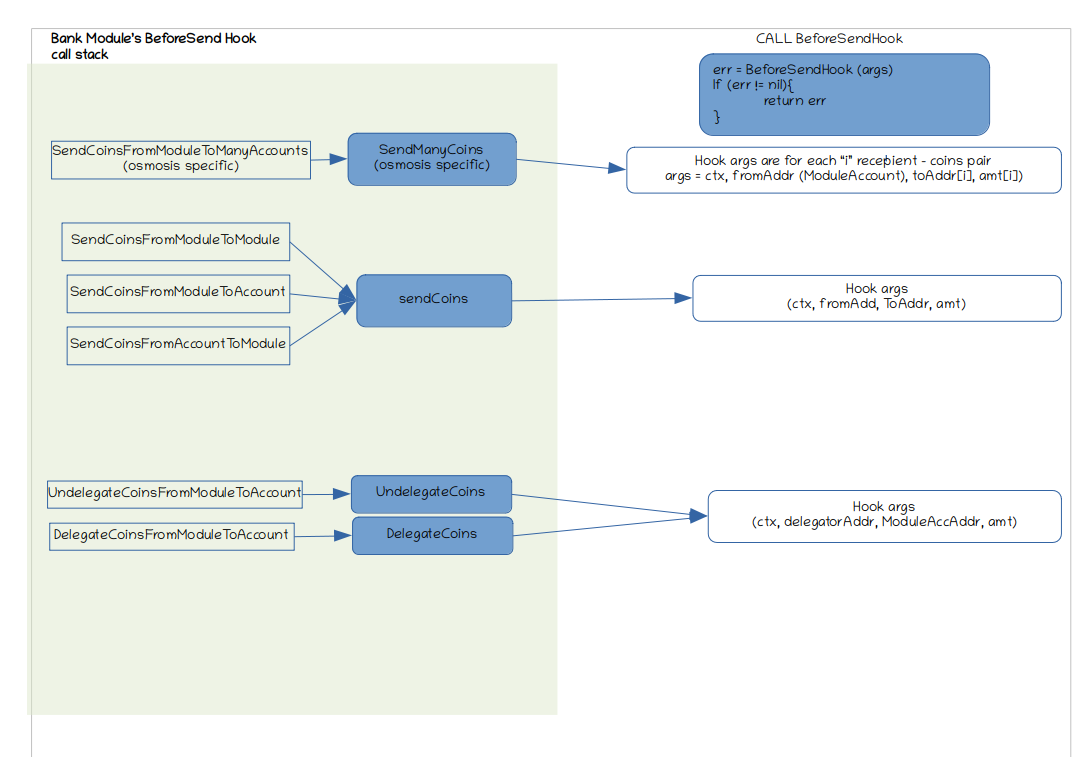 Bank Module's BeforeSend Hook
call stack
CALL BeforeSendHook
err = BeforeSendHook (args)
If (err != nil){
return err
}
SendCoinsFromModuleToManyAccounts
(osmosis specific)
SendManyCoins
(osmosis specific)
Hook args are for each "i" recepient - coins pair
args = ctx, fromAddr (ModuleAccount), toAddr[i], amt[i])
SendCoinsFromModuleToModule
SendCoinsFromModuleToAccount
SendCoinsFromAccountToModule
sendCoins
Hook args
(ctx, fromAdd, ToAddr, amt)
UndelegateCoinsFromModuleToAccount
UndelegateCoins
DelegateCoinsFromModuleToAccount
DelegateCoins
Hook args
(ctx, delegatorAddr, ModuleAccAddr, amt)